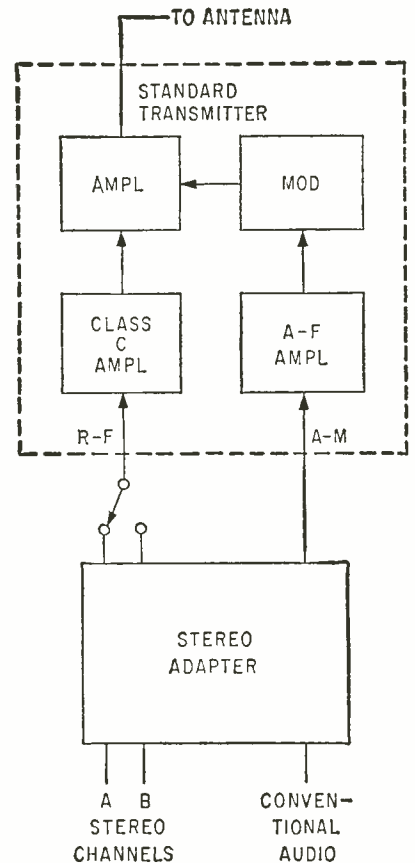 TO ANTENNA
STANDARD
TRANSMITTER
AMPL
MOD
CLASS
C
AMPL
A-F
AMPL
R-F
A-M
STEREO
ADAPTER
A B
STEREO
CHANNELS
CONVEN-
TIONAL
AUDIO